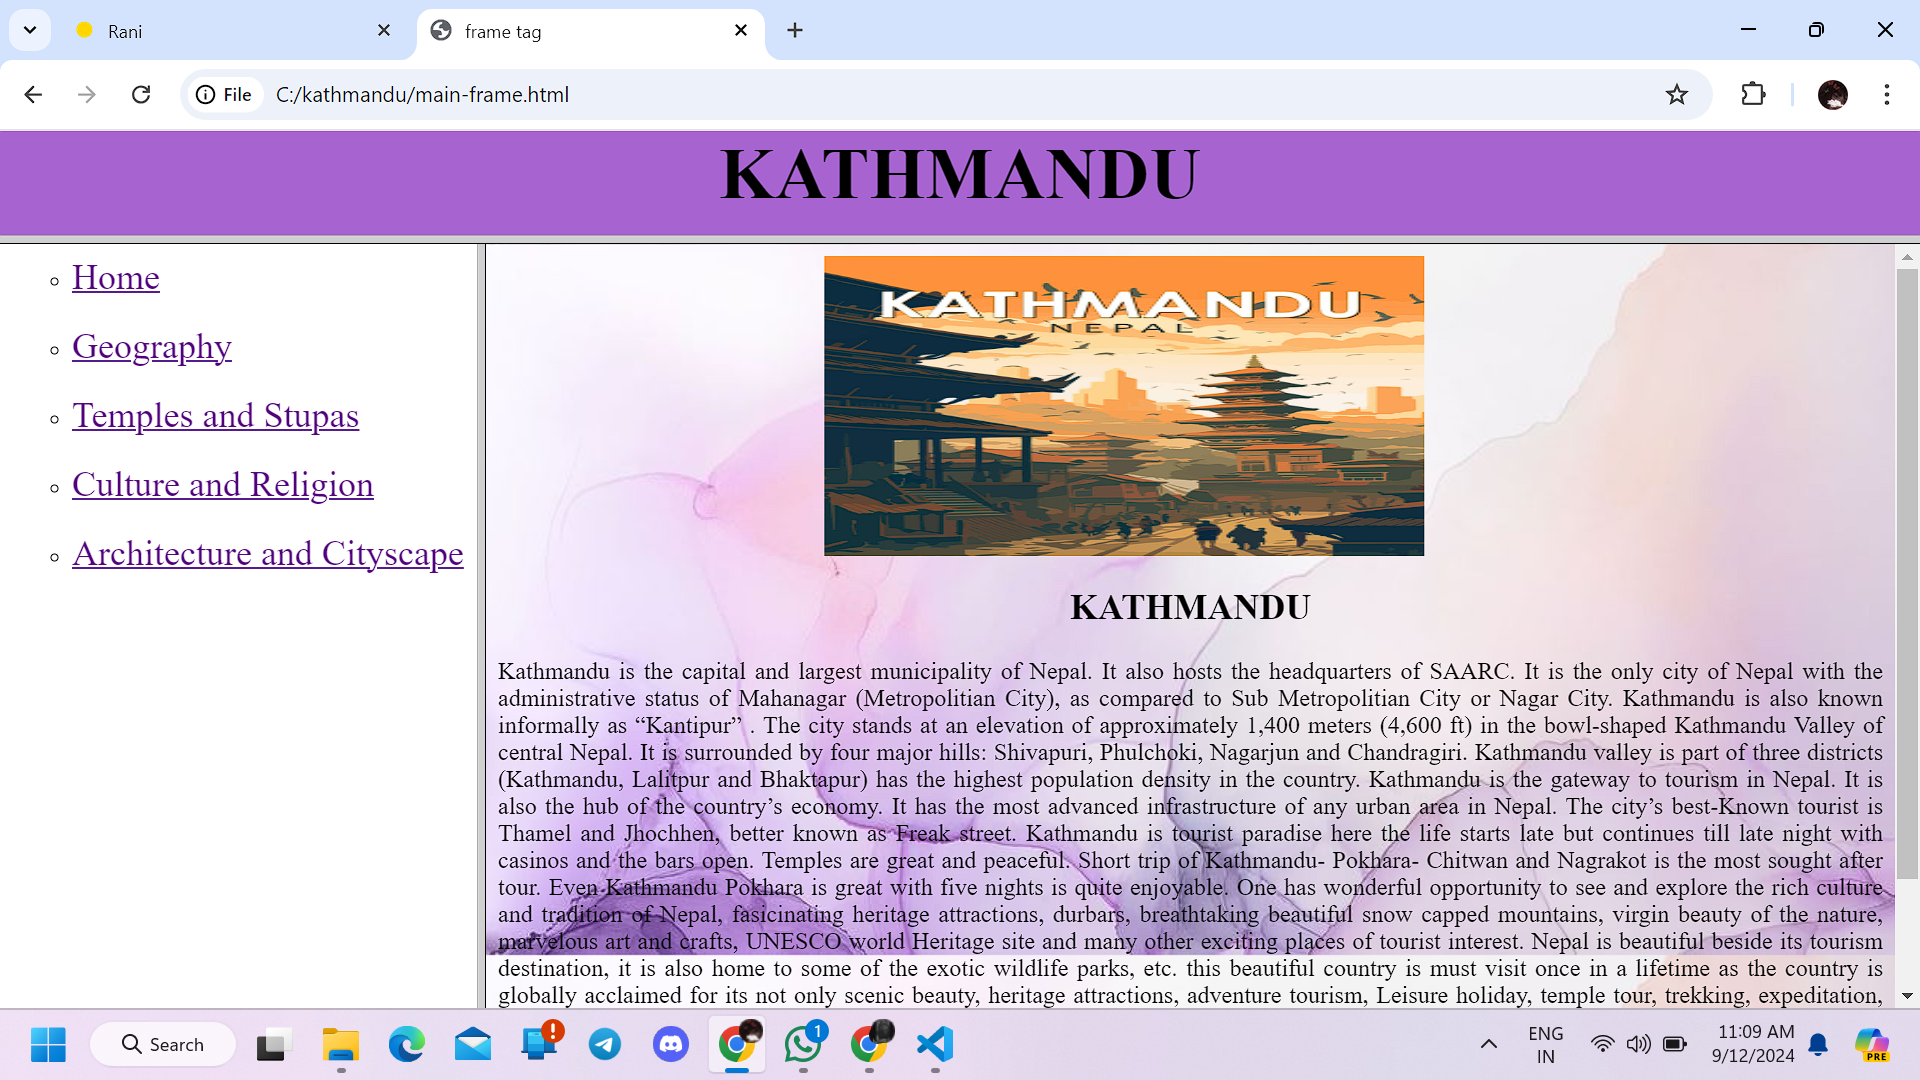 Rani
frame tag
File
C:/kathmandu/main-frame.html
KATHMANDU
Home
Geography
Temples and Stupas
Culture and Religion
Architecture and Cityscape
KATHMANDU
NEPAL
KATHMANDU
Kathmandu is the capital and largest municipality of Nepal. It also hosts the headquarters of SAARC. It is the only city of Nepal with the
administrative status of Mahanagar (Metropolitian City), as compared to Sub Metropolitian City or Nagar City. Kathmandu is also known
informally as “Kantipur” . The city stands at an elevation of approximately 1,400 meters (4,600 ft) in the bowl-shaped Kathmandu Valley of
central Nepal. It is surrounded by four major hills: Shivapuri, Phulchoki, Nagarjun and Chandragiri. Kathmandu valley is part of three districts
(Kathmandu, Lalitpur and Bhaktapur) has the highest population density in the country. Kathmandu is the gateway to tourism in Nepal. It is
also the hub of the country’s economy. It has the most advanced infrastructure of any urban area in Nepal. The city’s best-Known tourist is
Thamel and Jhochhen, better known as Freak street. Kathmandu is tourist paradise here the life starts late but continues till late night with
casinos and the bars open. Temples are great and peaceful. Short trip of Kathmandu- Pokhara- Chitwan and Nagrakot is the most sought after
tour. Even Kathmandu Pokhara is great with five nights is quite enjoyable. One has wonderful opportunity to see and explore the rich culture
and tradition of Nepal, fasicinating heritage attractions, durbars, breathtaking beautiful snow capped mountains, virgin beauty of the nature,
marvelous art and crafts, UNESCO world Heritage site and many other exciting places of tourist interest. Nepal is beautiful beside its tourism
destination, it is also home to some of the exotic wildlife parks, etc. this beautiful country is must visit once in a lifetime as the country is
globally acclaimed for its not only scenic beauty, heritage attractions, adventure tourism, Leisure holiday, temple tour, trekking, expeditation,
Search
1
ENG
IN
11:09 AM
9/12/2024
PRE